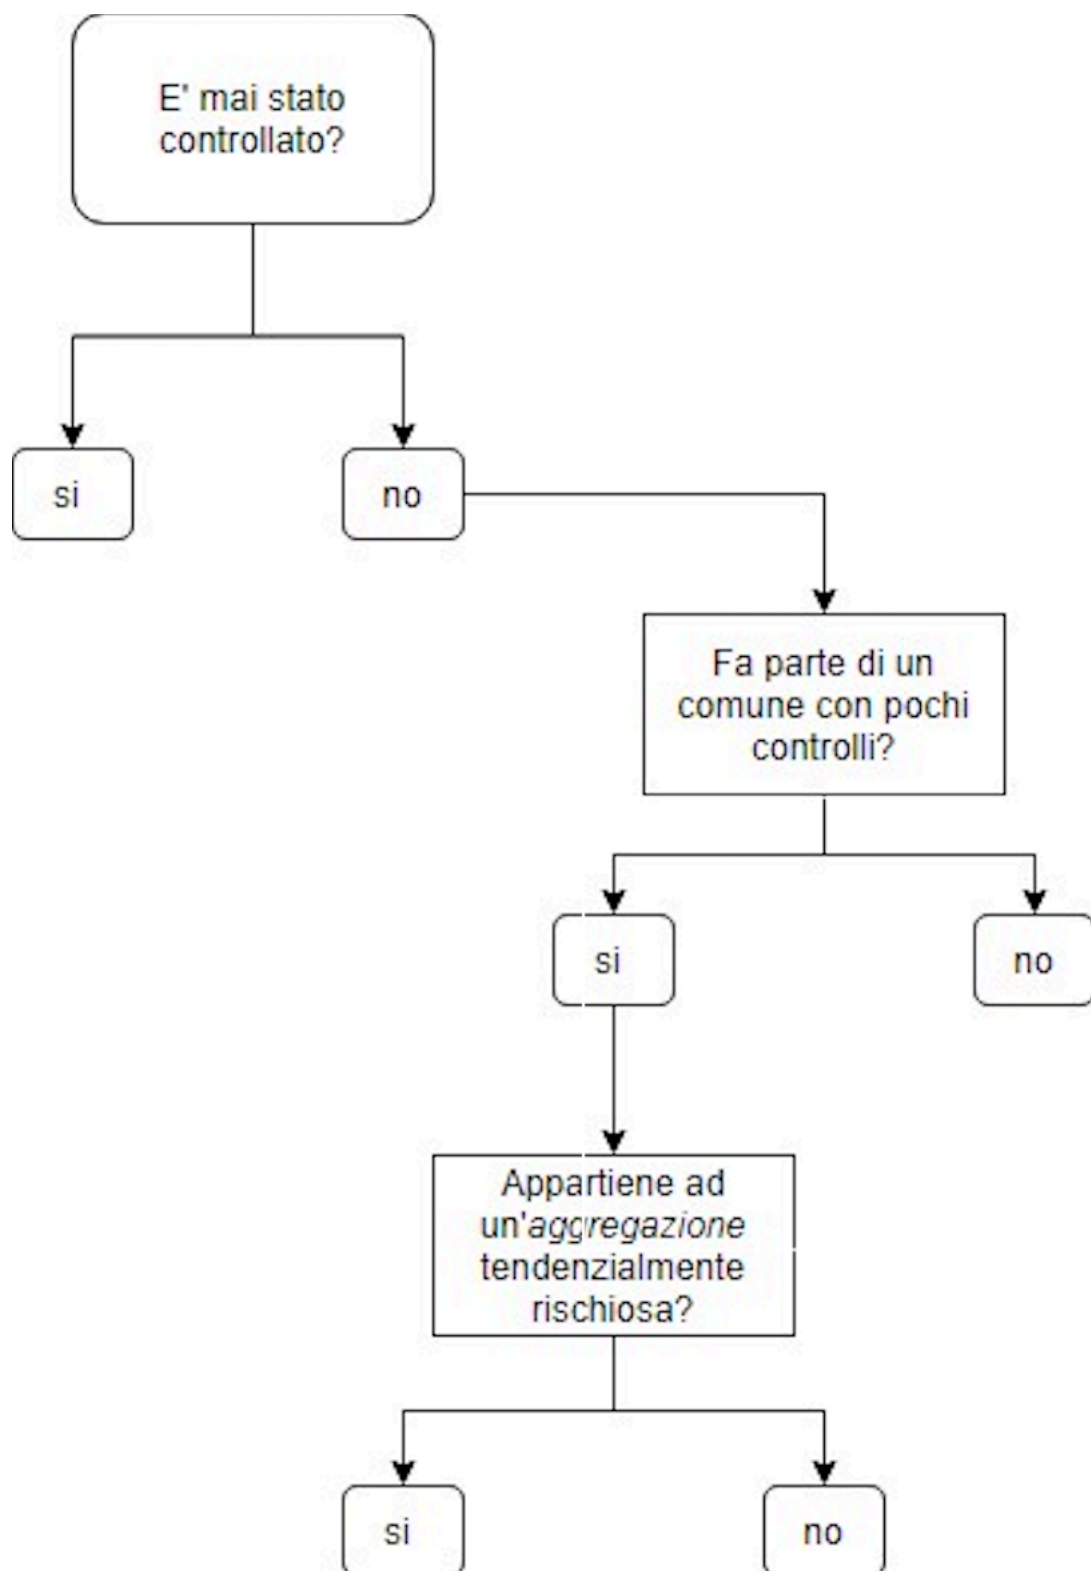 E' mai stato
controllato?
si
no
Fa parte di un
comune con pochi
controlli?
si
no
Appartiene ad
un'aggregazione
tendenzialmente
rischiosa?
si
no